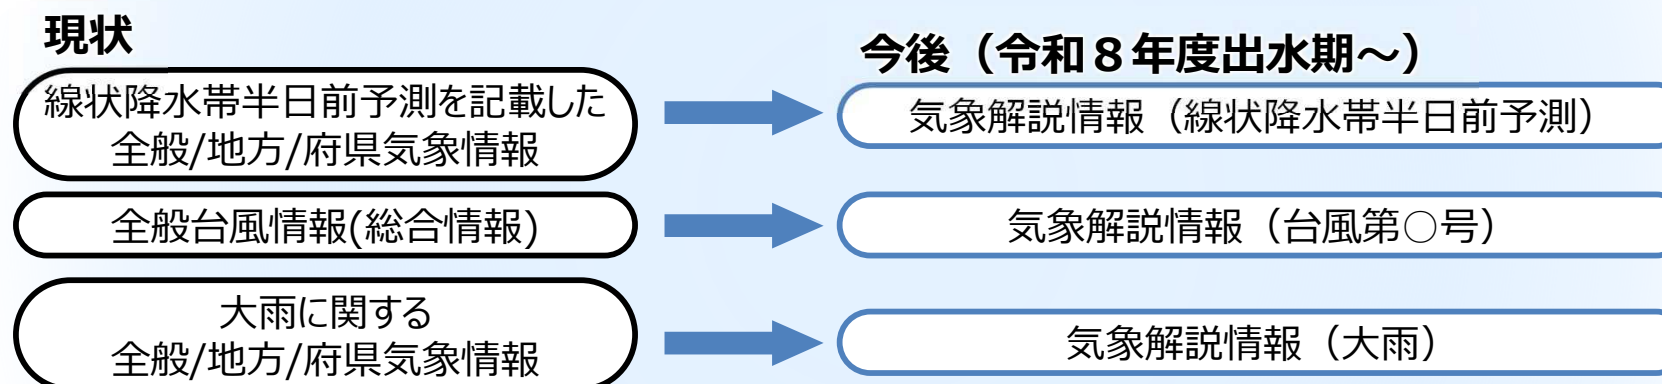 現状
今後（令和８年度出水期～）
線状降水帯半日前予測を記載した
全般/地方/府県気象情報
気象解説情報（線状降水帯半日前予測）
全般台風情報(総合情報)
気象解説情報（台風第○号）
大雨に関する
全般/地方/府県気象情報
気象解説情報（大雨）